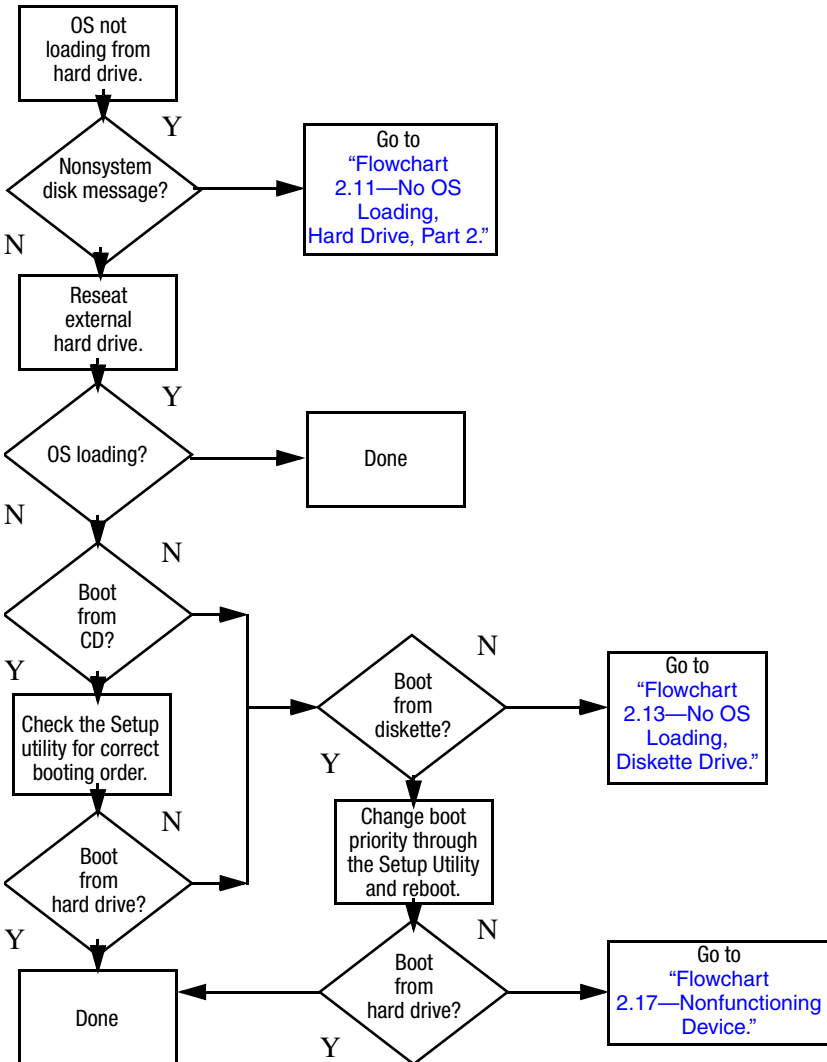 OS not
loading from
hard drive.
Y
Nonsystem
disk message?
Go to
“Flowchart
2.11—No OS
Loading,
Hard Drive, Part 2.”
N
Reseat
external
hard drive.
Y
OS loading?
Done
N
N
Boot
from
CD?
Y
Check the Setup
utility for correct
booting order.
N
Boot
from
hard drive?
Y
Done
N
Boot
from
diskette?
Go to
“Flowchart
2.13—No OS
Loading,
Diskette Drive.”
Y
Change boot
priority through
the Setup Utility
and reboot.
N
Boot
from
hard drive?
Go to
“Flowchart
2.17—Nonfunctioning
Device.”
Y